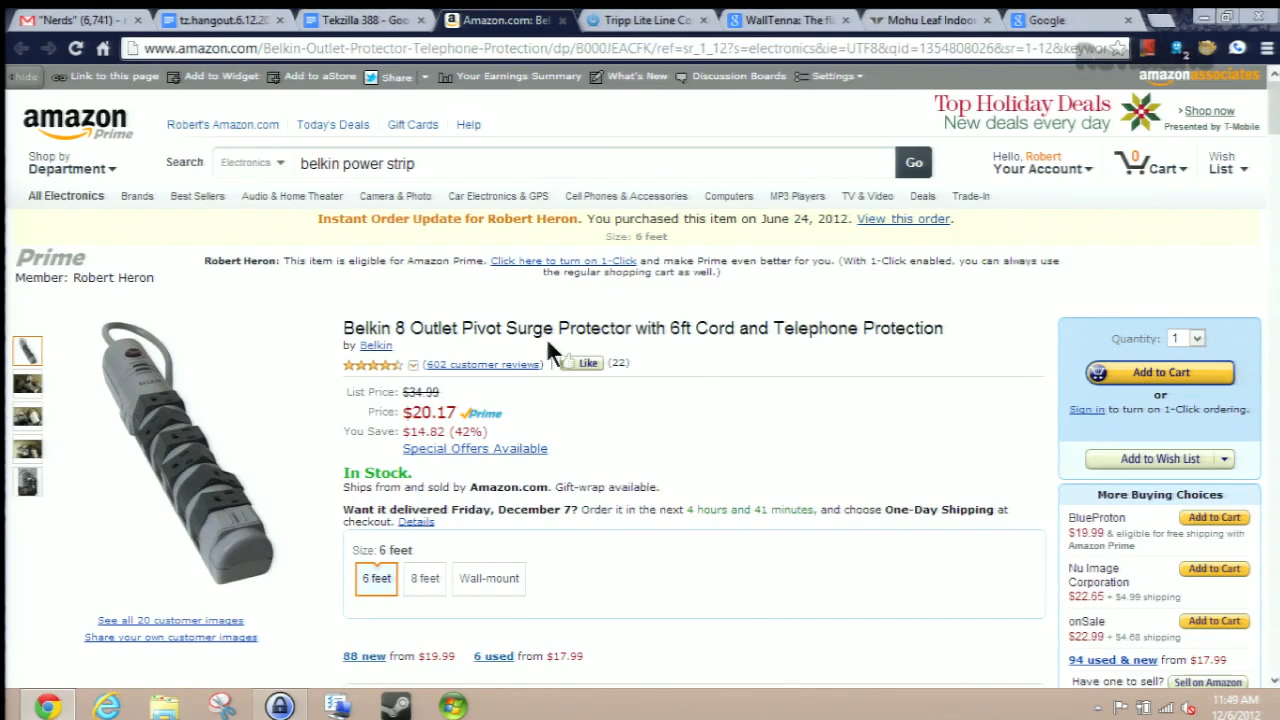 "Nerds" (6,741)
tz.hangout.6.12.20
Tekzilla 388 - Goo
Amazon.com: Bel
Tripp Lite Line Co
WallTenna: The fl
Mohu Leaf Indoor
Google
www.amazon.com/Belkin-Outlet-Protector-Telephone-Protection/dp/B000JEACFK/ref=sr_1_12?s=electronics&ie=UTF8&qid=1354808026&sr=1-12&keywo
hide
Link to this page
Add to Widget
Add to aStore
Share
Your Earnings Summary
What's New
Discussion Boards
Settings
amazonassociates
amazon
Prime
Robert's Amazon.com
Today's Deals
Gift Cards
Help
Top Holiday Deals
New deals every day
Shop now
Presented by T-Mobile
Shop by
Department
Search
Electronics
belkin power strip
Go
Hello, Robert
Your Account
0
Cart
Wish
List
All Electronics
Brands
Best Sellers
Audio & Home Theater
Camera & Photo
Car Electronics & GPS
Cell Phones & Accessories
Computers
MP3 Players
TV & Video
Deals
Trade-In
Instant Order Update for Robert Heron. You purchased this item on June 24, 2012. View this order.
Size: 6 feet
Prime
Member: Robert Heron
Robert Heron: This item is eligible for Amazon Prime. Click here to turn on 1-Click and make Prime even better for you. (With 1-Click enabled, you can always use
the regular shopping cart as well.)
Belkin 8 Outlet Pivot Surge Protector with 6ft Cord and Telephone Protection
by Belkin
(602 customer reviews)
Like
(22)
List Price: $34.99
Price: $20.17 Prime
You Save: $14.82 (42%)
Special Offers Available
In Stock.
Ships from and sold by Amazon.com. Gift-wrap available.
Want it delivered Friday, December 7? Order it in the next 4 hours and 41 minutes, and choose One-Day Shipping at
checkout. Details
Size: 6 feet
6 feet
8 feet
Wall-mount
88 new from $19.99
6 used from $17.99
See all 20 customer images
Share your own customer images
Quantity: 1
Add to Cart
or
Sign in to turn on 1-Click ordering.
Add to Wish List
More Buying Choices
BlueProton
Add to Cart
$19.99 & eligible for free shipping with
Amazon Prime
Nu Image
Corporation
Add to Cart
$22.65 + $4.99 shipping
onSale
Add to Cart
$22.99 + $4.68 shipping
94 used & new from $17.99
Have one to sell?
Sell on Amazon
11:49 AM
12/6/2012